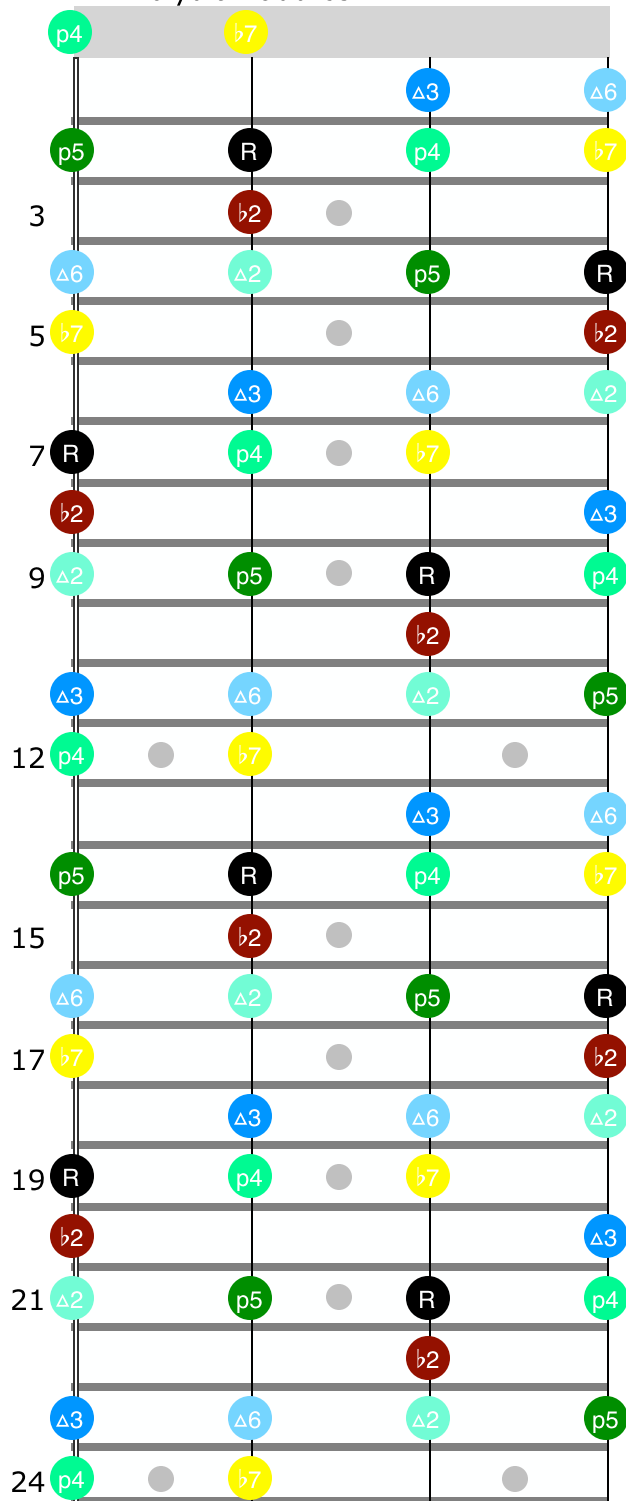 p4 ♭7
△3 △6
p5 R p4 ♭7
3 ♭2
△6 △2 p5 R
5 ♭7 ♭2
△3 △6 △2
7 R p4 ♭7
♭2 △3
9 △2 p5 R p4
♭2
△3 △6 △2 p5
12 p4 ♭7
△3 △6
p5 R p4 ♭7
15 ♭2
△6 △2 p5 R
17 ♭7 ♭2
△3 △6 △2
19 R p4 ♭7
♭2 △3
21 △2 p5 R p4
♭2
△3 △6 △2 p5
24 p4 ♭7